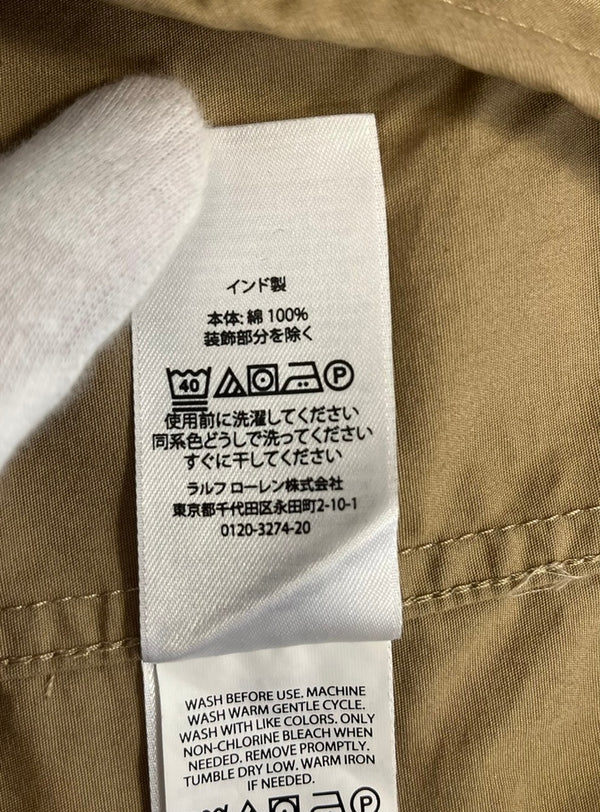 インド製
本体: 綿 100%
装飾部分を除く
40 P
使用前に洗濯してください
同系色どうしで洗ってください
すぐに干してください
ラルフ ローレン株式会社
東京都千代田区永田町2-10-1
0120-3274-20
WASH BEFORE USE. MACHINE
WASH WARM GENTLE CYCLE.
WASH WITH LIKE COLORS. ONLY
NON-CHLORINE BLEACH WHEN
NEEDED. REMOVE PROMPTLY.
TUMBLE DRY LOW. WARM IRON
IF NEEDED.
P